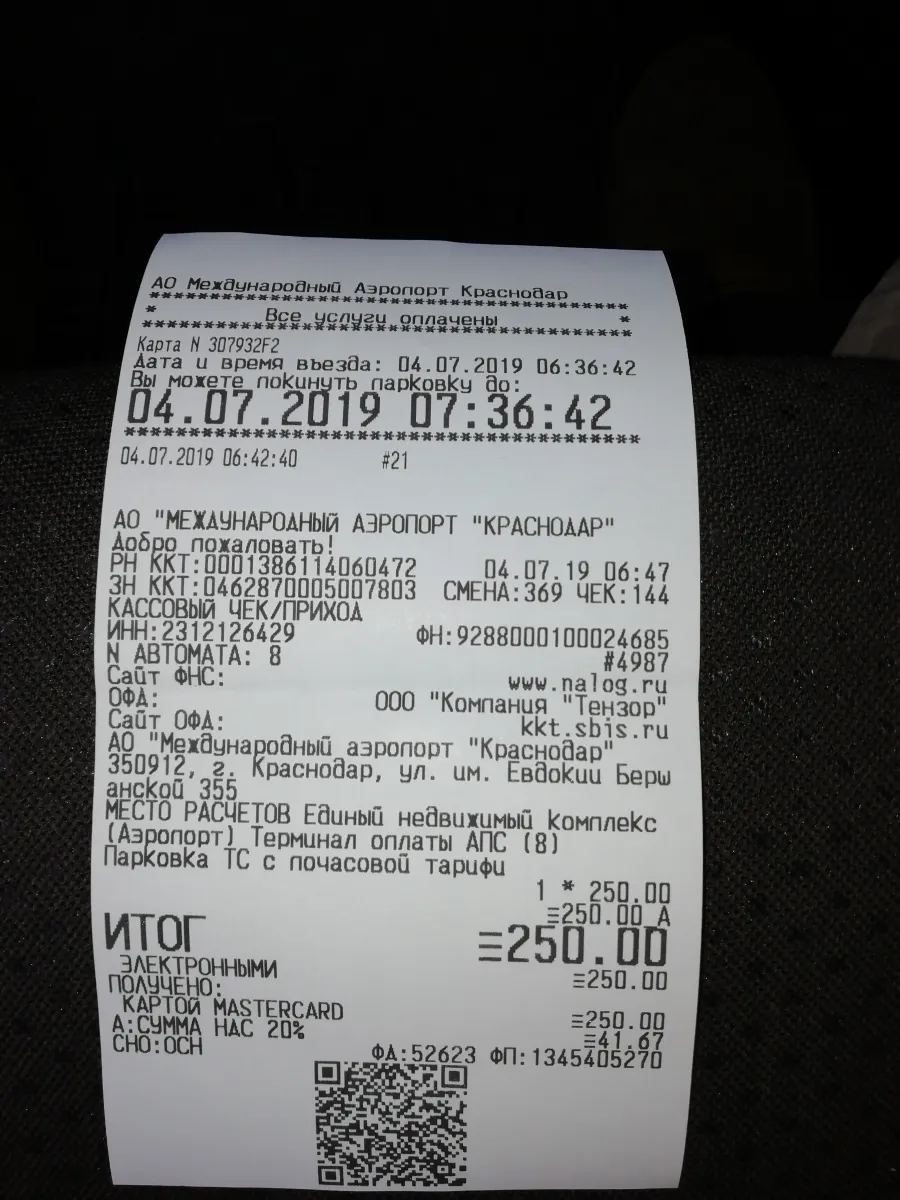 АО Международный Аэропорт Краснодар
****************************************
* Все услуги оплачены *
****************************************
Карта N 307932F2
Дата и время въезда: 04.07.2019 06:36:42
Вы можете покинуть парковку до:
04.07.2019 07:36:42
****************************************
04.07.2019 06:42:40 #21
АО "МЕЖДУНАРОДНЫЙ АЭРОПОРТ "КРАСНОДАР"
Добро пожаловать!
РН ККТ:0001386114060472 04.07.19 06:47
ЗН ККТ:0462870005007803 СМЕНА:369 ЧЕК:144
КАССОВЫЙ ЧЕК/ПРИХОД
ИНН:2312126429 ФН:9288000100024685
N АВТОМАТА: 8 #4987
Сайт ФНС: www.nalog.ru
ОФД: ООО "Компания "Тензор"
Сайт ОФД: kkt.sbis.ru
АО "Международный аэропорт "Краснодар"
350912, г. Краснодар, ул. им. Евдокии Берш
анской 355
МЕСТО РАСЧЕТОВ Единый недвижимый комплекс
(Аэропорт) Терминал оплаты АПС (8)
Парковка ТС с почасовой тарифи
1 * 250.00
≡250.00 А
ИТОГ ≡250.00
ЭЛЕКТРОННЫМИ ≡250.00
ПОЛУЧЕНО:
КАРТОЙ MASTERCARD ≡250.00
А:СУММА НДС 20% ≡41.67
СНО:ОСН ФД:52623 ФП:1345405270